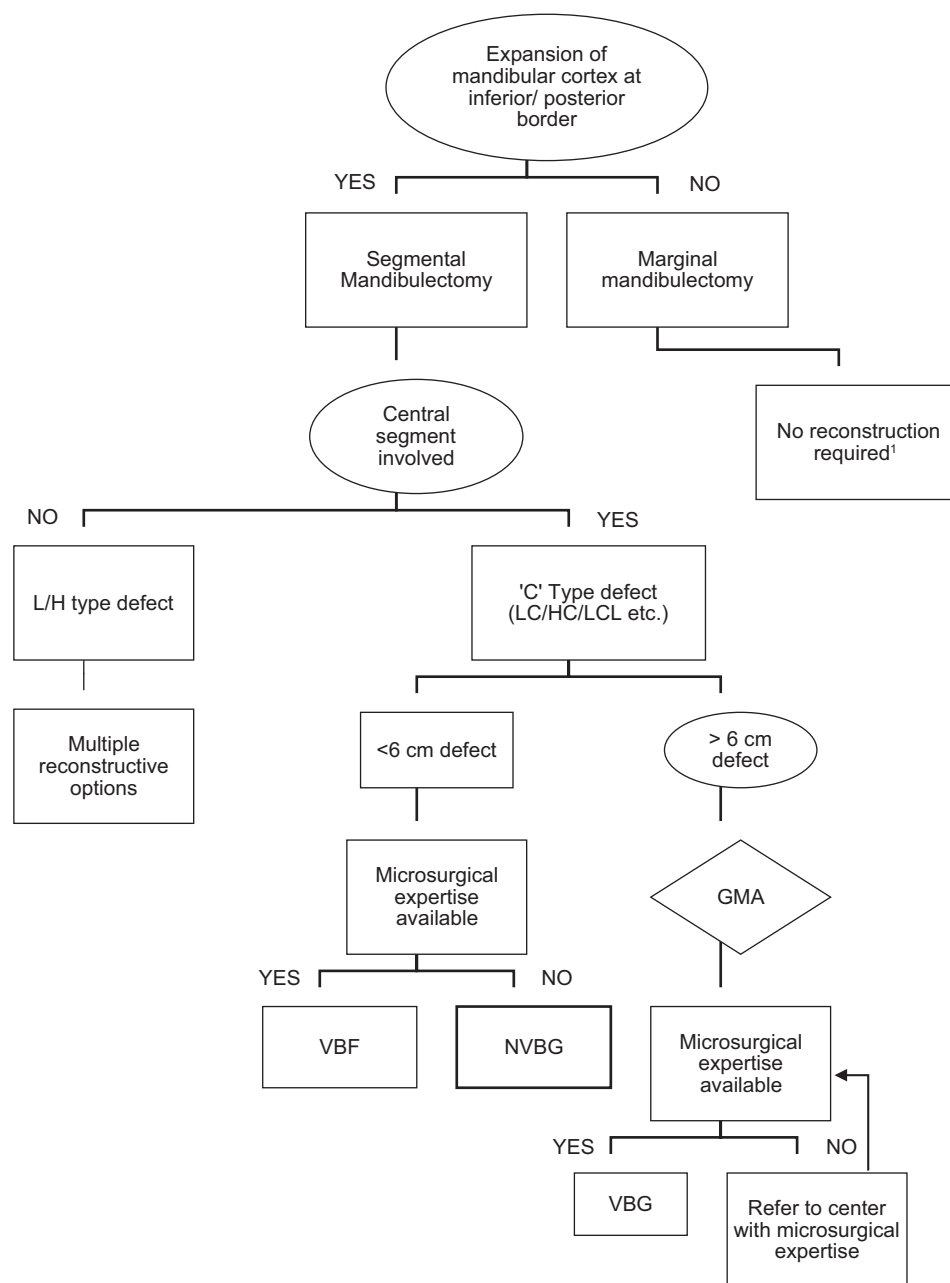 Expansion of
mandibular cortex at
inferior/ posterior
border
YES
NO
Segmental
Mandibulectomy
Marginal
mandibulectomy
Central
segment
involved
No reconstruction
required¹
NO
YES
L/H type defect
'C' Type defect
(LC/HC/LCL etc.)
Multiple
reconstructive
options
<6 cm defect
> 6 cm
defect
Microsurgical
expertise
available
GMA
YES
NO
VBF
NVBG
Microsurgical
expertise
available
YES
NO
VBG
Refer to center
with microsurgical
expertise